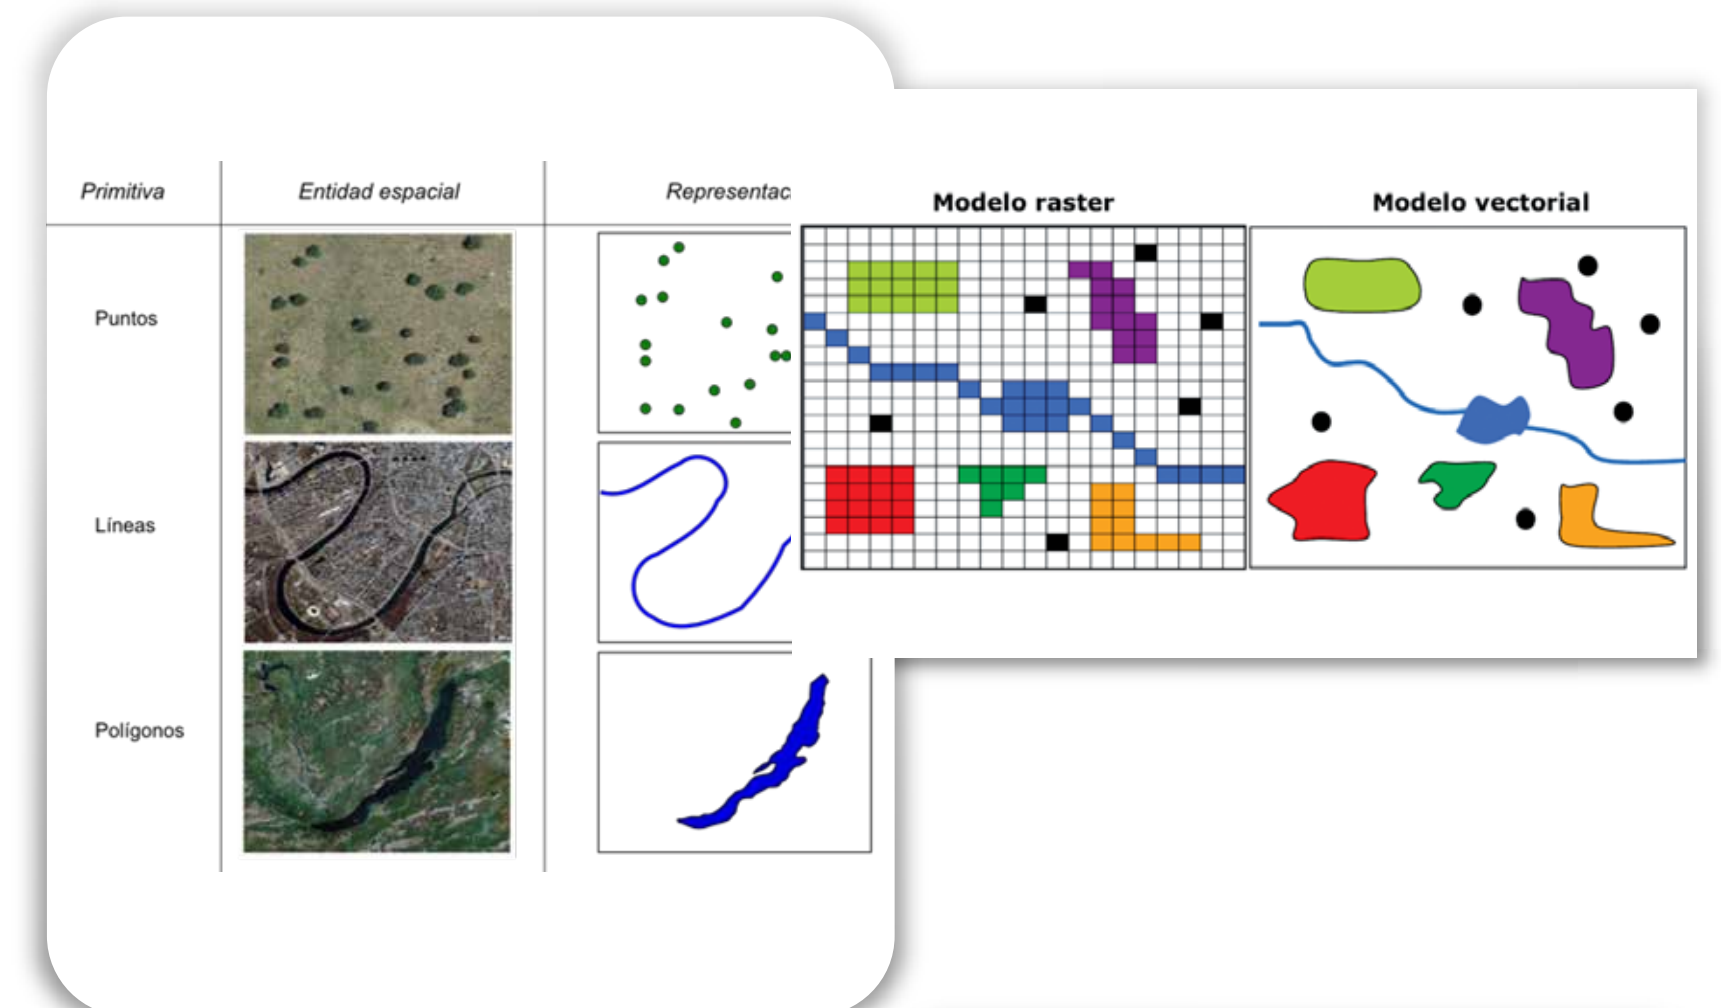 Primitiva
Entidad espacial
Representac
Puntos
Líneas
Polígonos
Modelo raster
Modelo vectorial